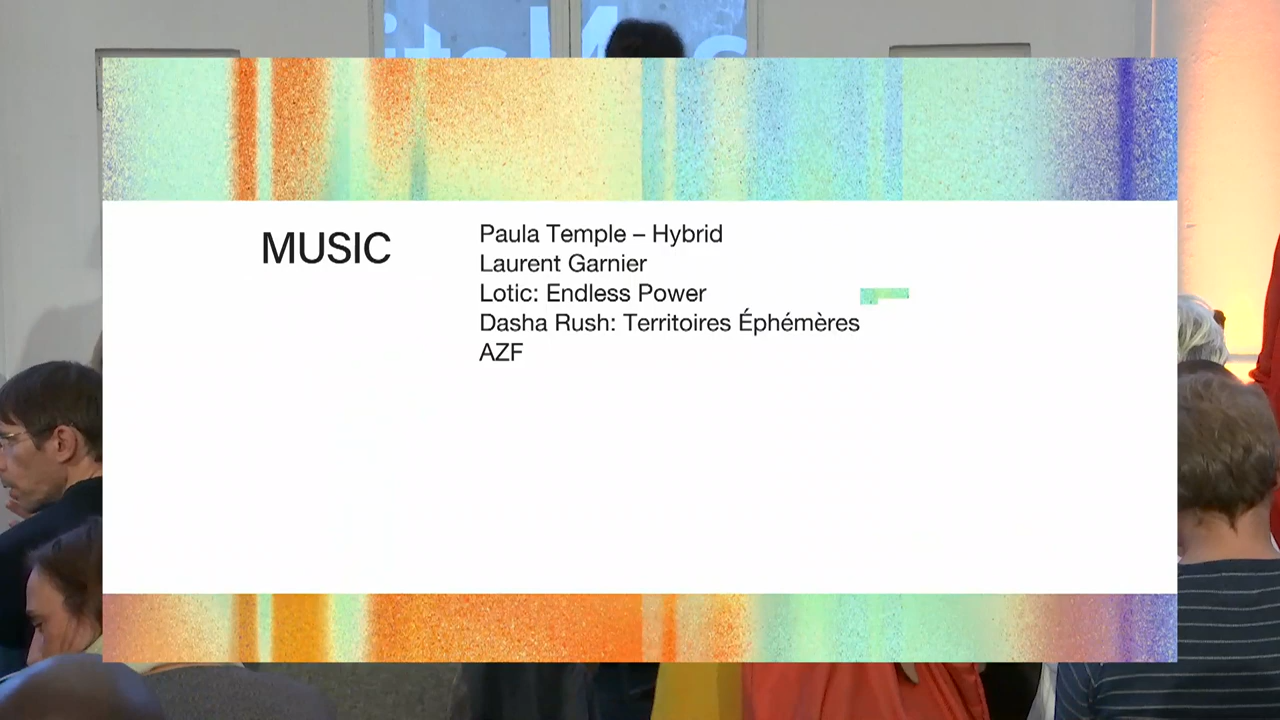 MUSIC
Paula Temple – Hybrid
Laurent Garnier
Lotic: Endless Power
Dasha Rush: Territoires Éphémères
AZF